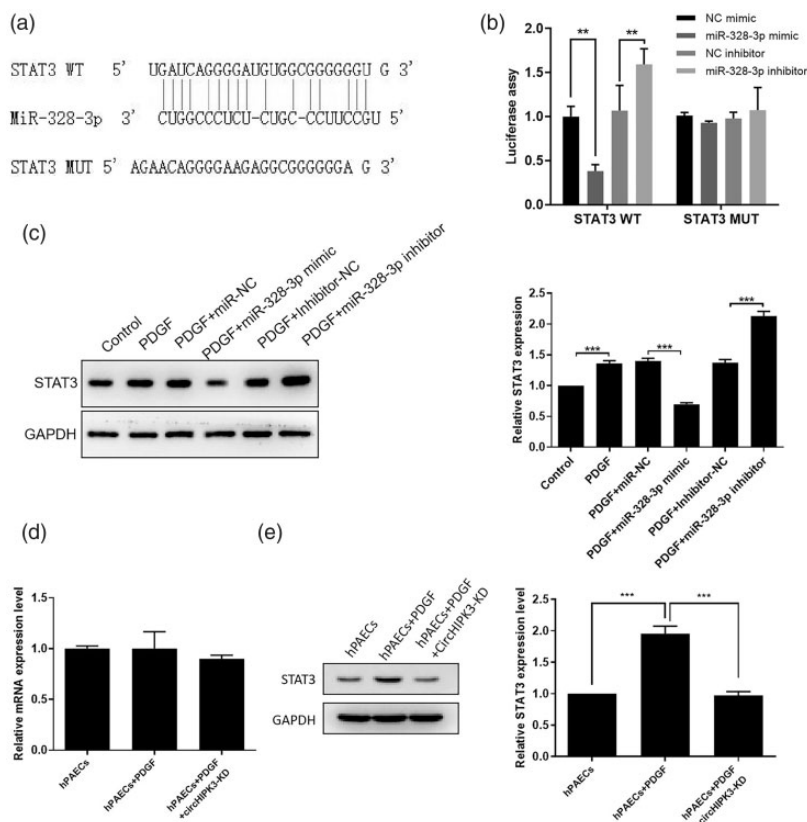 (a)
STAT3 WT 5' UGAUCAGGGGAUGUGGCGGGGGGU G 3'
MiR-328-3p 3' CUGGCCCUCU-CUGC-CCUUCCGU 5'
STAT3 MUT 5' AGAACAGGGGAAGAGGCGGGGGGA G 3'
(b)
NC mimic
miR-328-3p mimic
NC inhibitor
miR-328-3p inhibitor
Luciferase assy
2.0
1.5
1.0
0.5
0.0
** **
STAT3 WT STAT3 MUT
(c)
Control
PDGF
PDGF+miR-NC
PDGF+miR-328-3p mimic
PDGF+Inhibitor-NC
PDGF+miR-328-3p inhibitor
STAT3
GAPDH
Relative STAT3 expression
2.5
2.0
1.5
1.0
0.5
0.0
*** *** ***
Control
PDGF
PDGF+miR-NC
PDGF+miR-328-3p mimic
PDGF+Inhibitor-NC
PDGF+miR-328-3p inhibitor
(d)
Relative mRNA expression level
1.5
1.0
0.5
0.0
hPAECs
hPAECs+PDGF
hPAECs+PDGF
+circHIPK3-KD
(e)
hPAECs
hPAECs+PDGF
hPAECs+PDGF
+CircHIPK3-KD
STAT3
GAPDH
Relative STAT3 expression
2.5
2.0
1.5
1.0
0.5
0.0
*** ***
hPAECs
hPAECs+PDGF
hPAECs+PDGF
+circHIPK3-KD